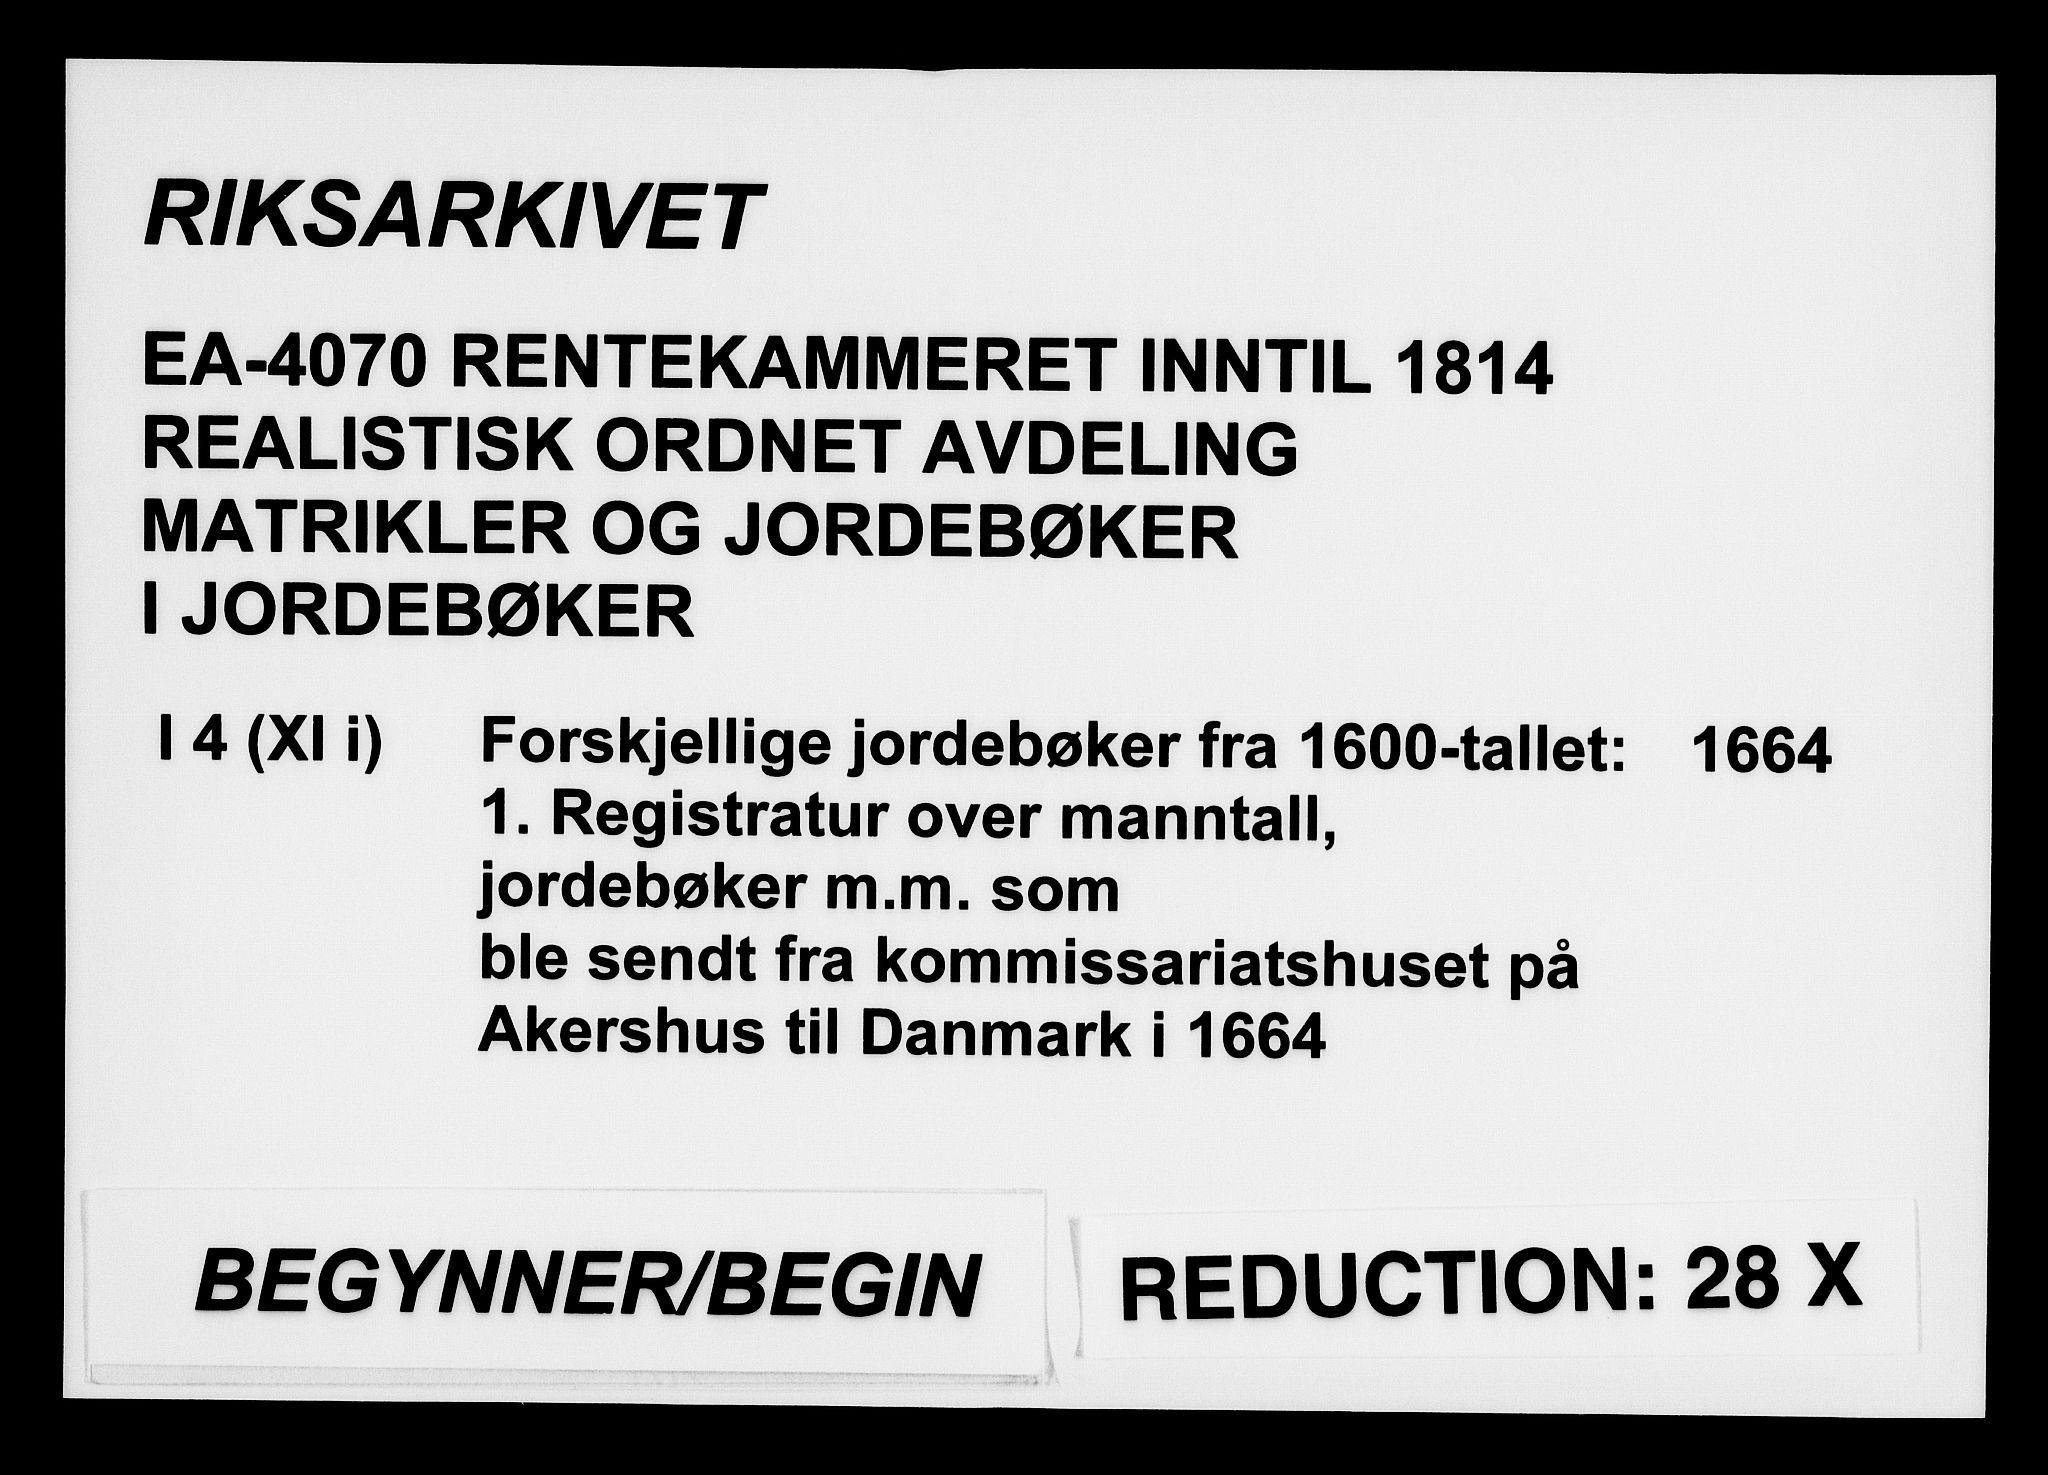 RIKSARKIVET
EA-4070 RENTEKAMMERET INNTIL 1814
REALISTISK ORDNET AVDELING
MATRIKLER OG JORDEBØKER
I JORDEBØKER
I 4 (XI i) Forskjellige jordebøker fra 1600-tallet: 1664
1. Registratur over manntall,
jordebøker m.m. som
ble sendt fra kommissariatshuset på
Akershus til Danmark i 1664
BEGYNNER/BEGIN REDUCTION: 28 X